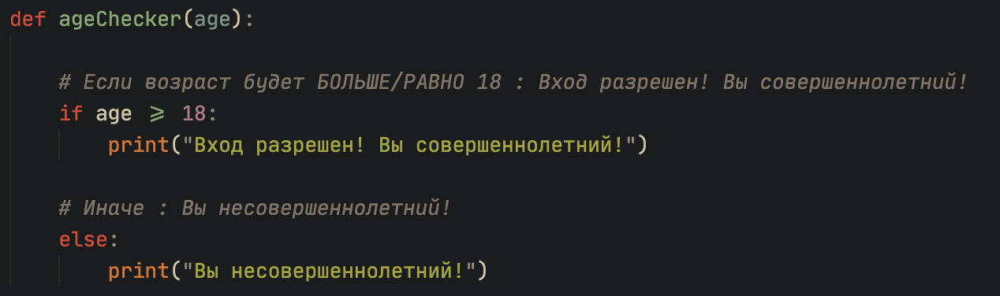 def ageChecker(age):
# Если возраст будет БОЛЬШЕ/РАВНО 18 : Вход разрешен! Вы совершеннолетний!
if age >= 18:
print("Вход разрешен! Вы совершеннолетний!")
# Иначе : Вы несовершеннолетний!
else:
print("Вы несовершеннолетний!")